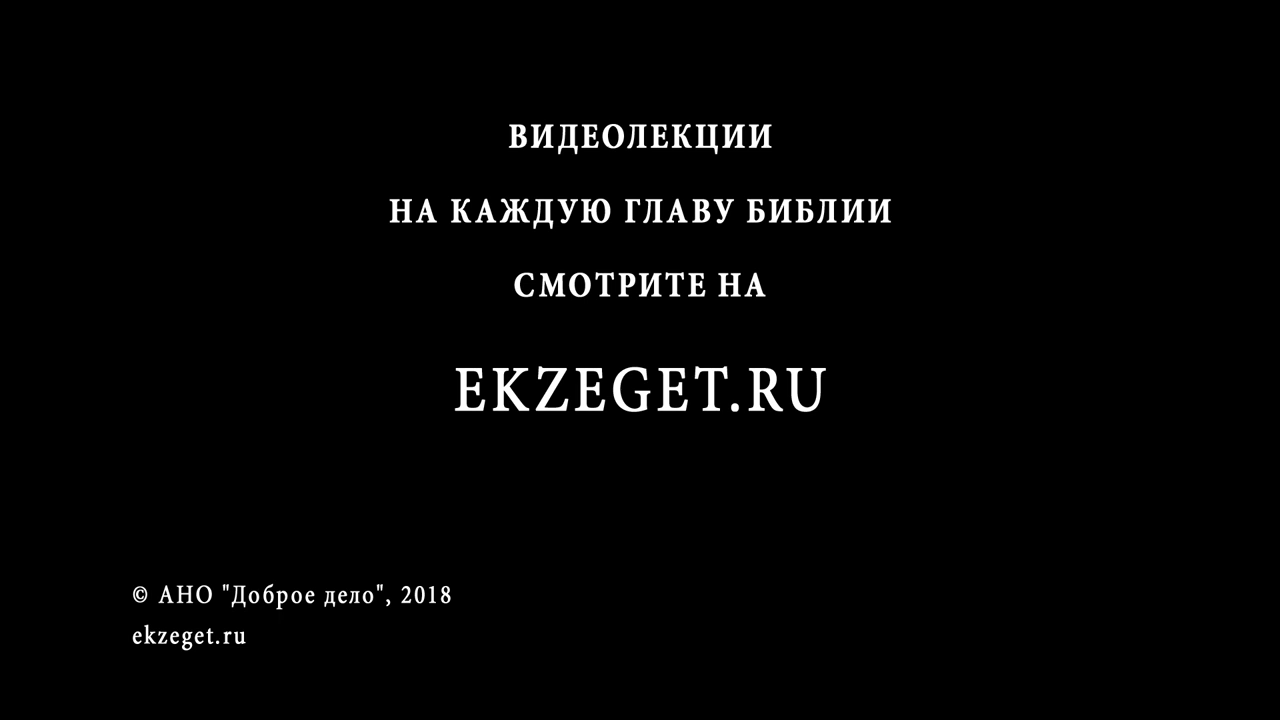 ВИДЕОЛЕКЦИИ
НА КАЖДУЮ ГЛАВУ БИБЛИИ
СМОТРИТЕ НА
EKZEGET.RU
© АНО "Доброе дело", 2018
ekzeget.ru